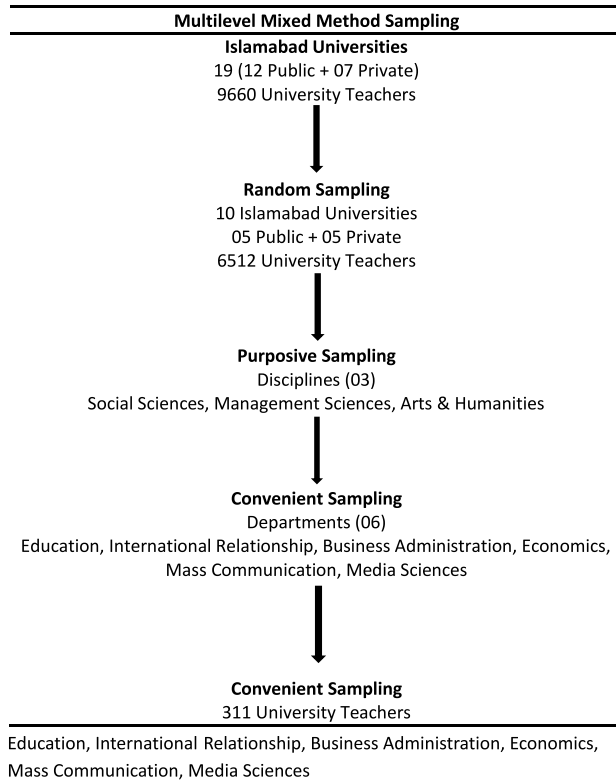 Multilevel Mixed Method Sampling
Islamabad Universities
19 (12 Public + 07 Private)
9660 University Teachers
Random Sampling
10 Islamabad Universities
05 Public + 05 Private
6512 University Teachers
Purposive Sampling
Disciplines (03)
Social Sciences, Management Sciences, Arts & Humanities
Convenient Sampling
Departments (06)
Education, International Relationship, Business Administration, Economics,
Mass Communication, Media Sciences
Convenient Sampling
311 University Teachers
Education, International Relationship, Business Administration, Economics,
Mass Communication, Media Sciences